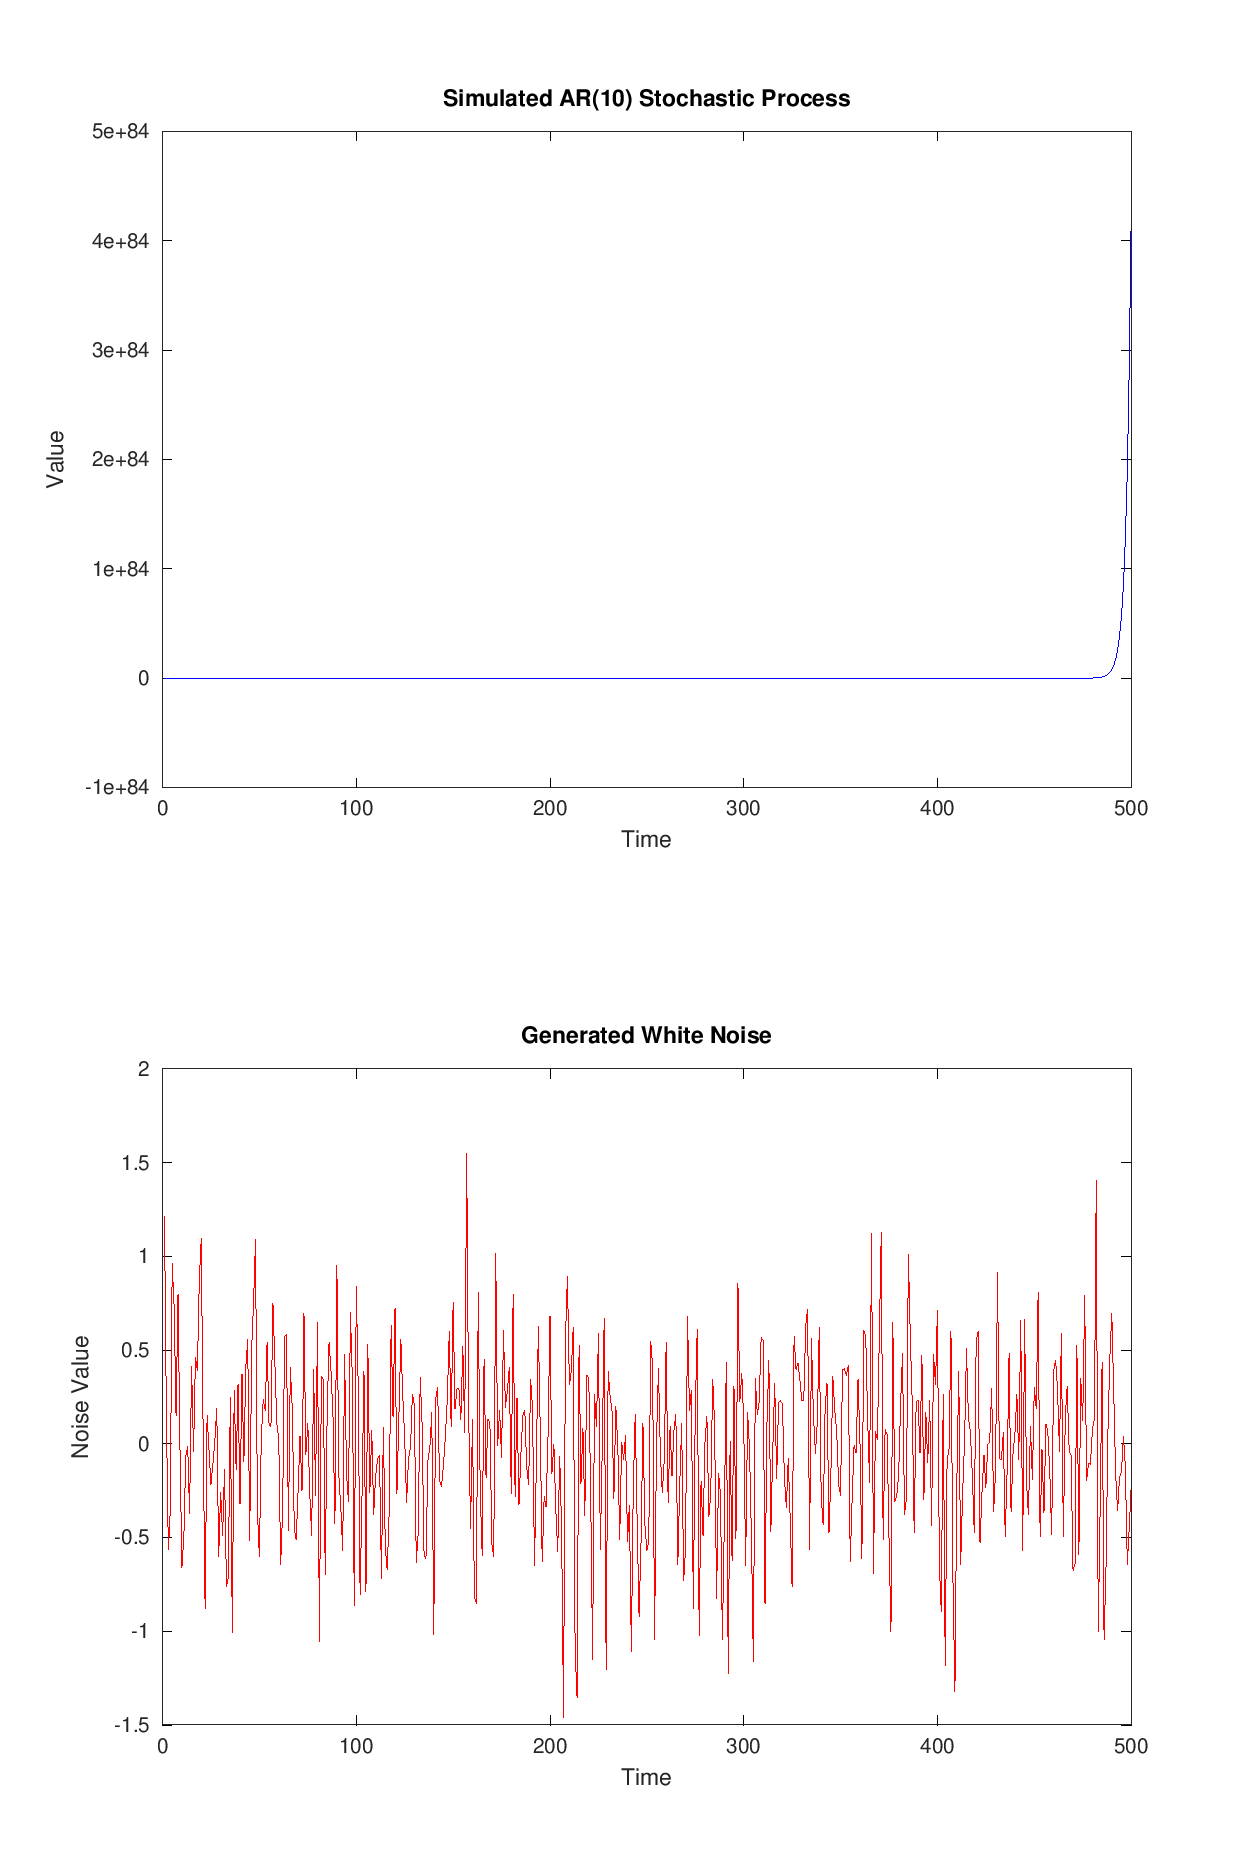 Simulated AR(10) Stochastic Process
5e+84
4e+84
3e+84
2e+84
1e+84
0
-1e+84
Value
0 100 200 300 400 500
Time
Generated White Noise
2
1.5
1
0.5
0
-0.5
-1
-1.5
Noise Value
0 100 200 300 400 500
Time